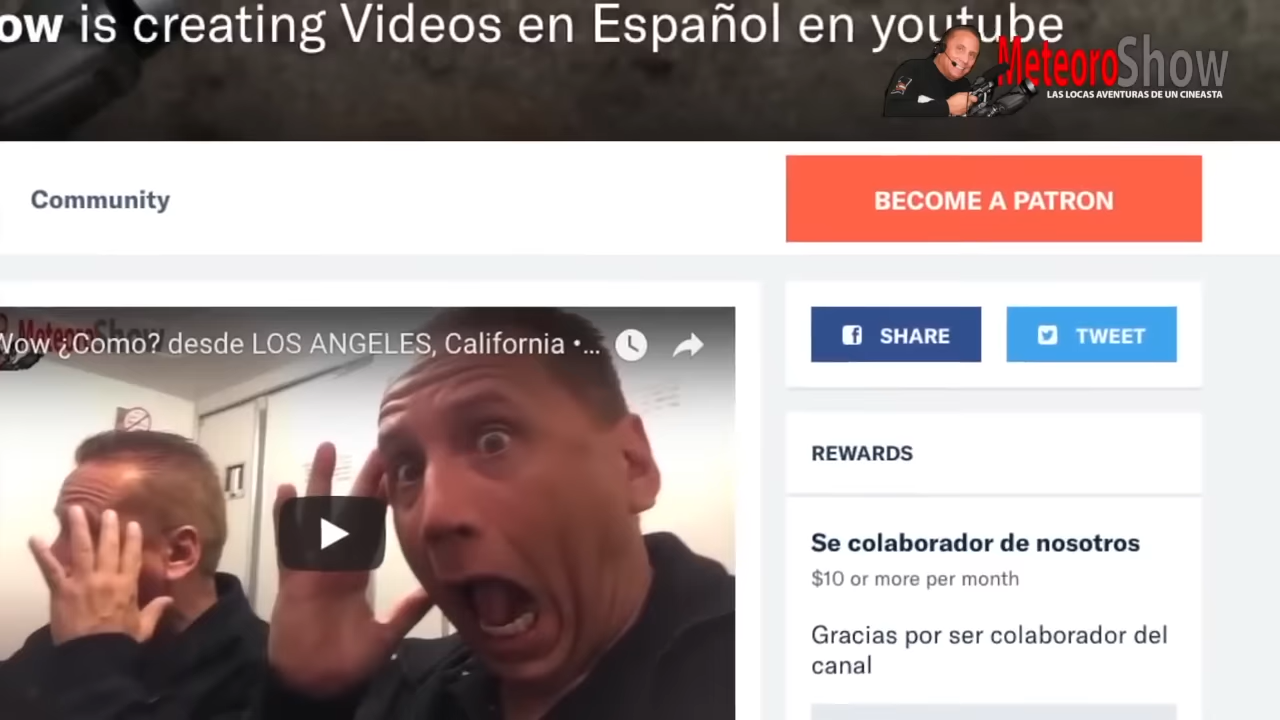 ow is creating Videos en Español en youtube
MeteoroShow
LAS LOCAS AVENTURAS DE UN CINEASTA
Community
BECOME A PATRON
MeteoroShow
Wow ¿Como? desde LOS ANGELES, California •...
SHARE
TWEET
REWARDS
Se colaborador de nosotros
$10 or more per month
Gracias por ser colaborador del
canal